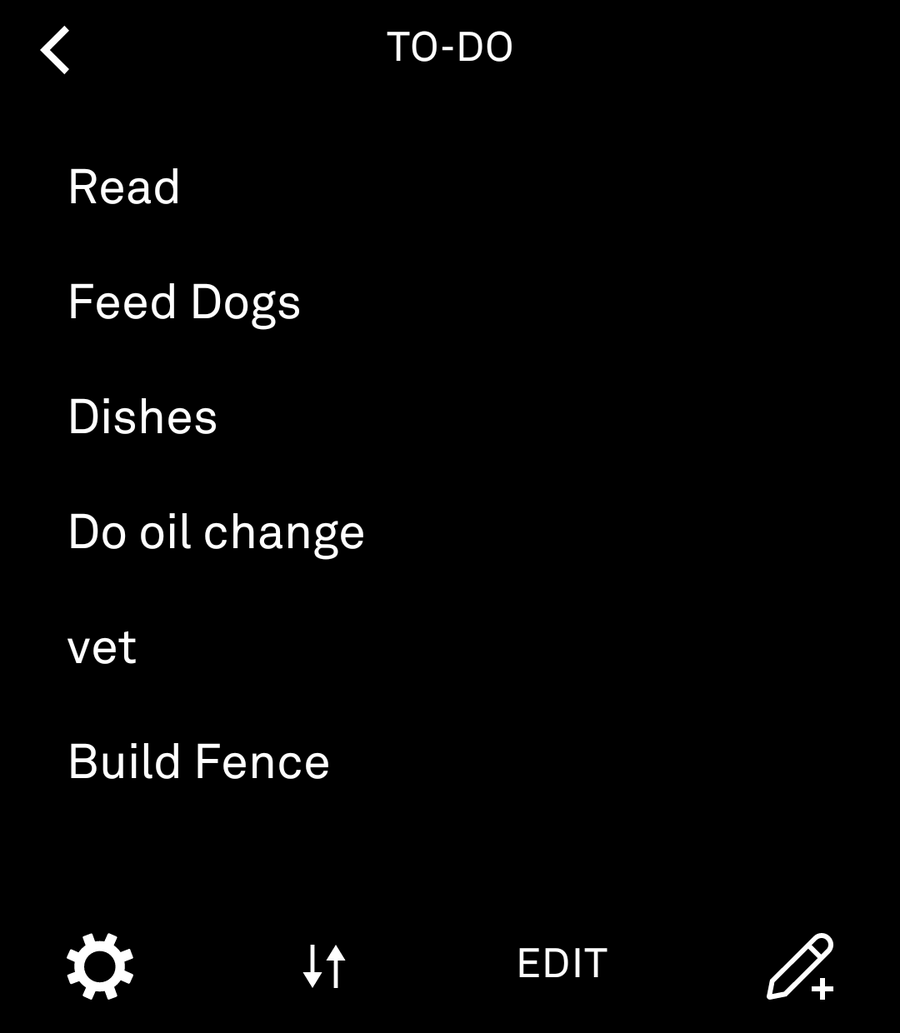 TO-DO
Read
Feed Dogs
Dishes
Do oil change
vet
Build Fence
EDIT